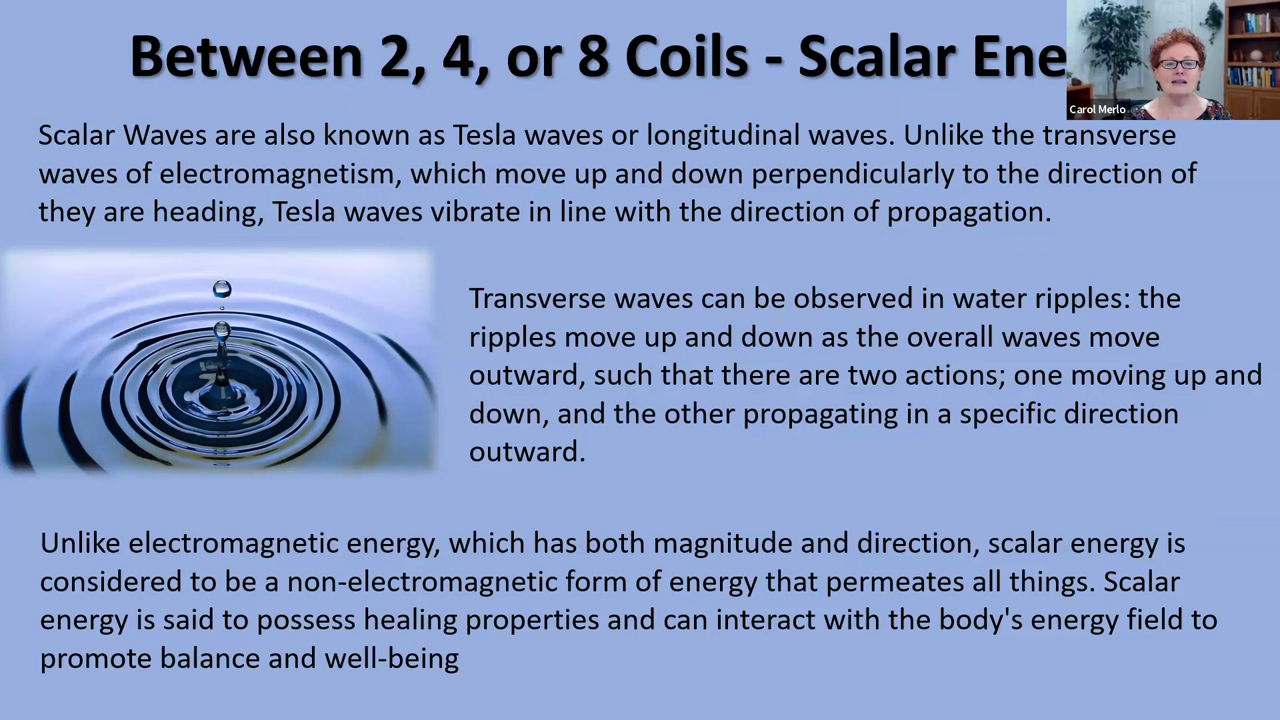 Between 2, 4, or 8 Coils - Scalar Ene
Carol Merlo
Scalar Waves are also known as Tesla waves or longitudinal waves. Unlike the transverse
waves of electromagnetism, which move up and down perpendicularly to the direction of
they are heading, Tesla waves vibrate in line with the direction of propagation.
Transverse waves can be observed in water ripples: the
ripples move up and down as the overall waves move
outward, such that there are two actions; one moving up and
down, and the other propagating in a specific direction
outward.
Unlike electromagnetic energy, which has both magnitude and direction, scalar energy is
considered to be a non-electromagnetic form of energy that permeates all things. Scalar
energy is said to possess healing properties and can interact with the body's energy field to
promote balance and well-being